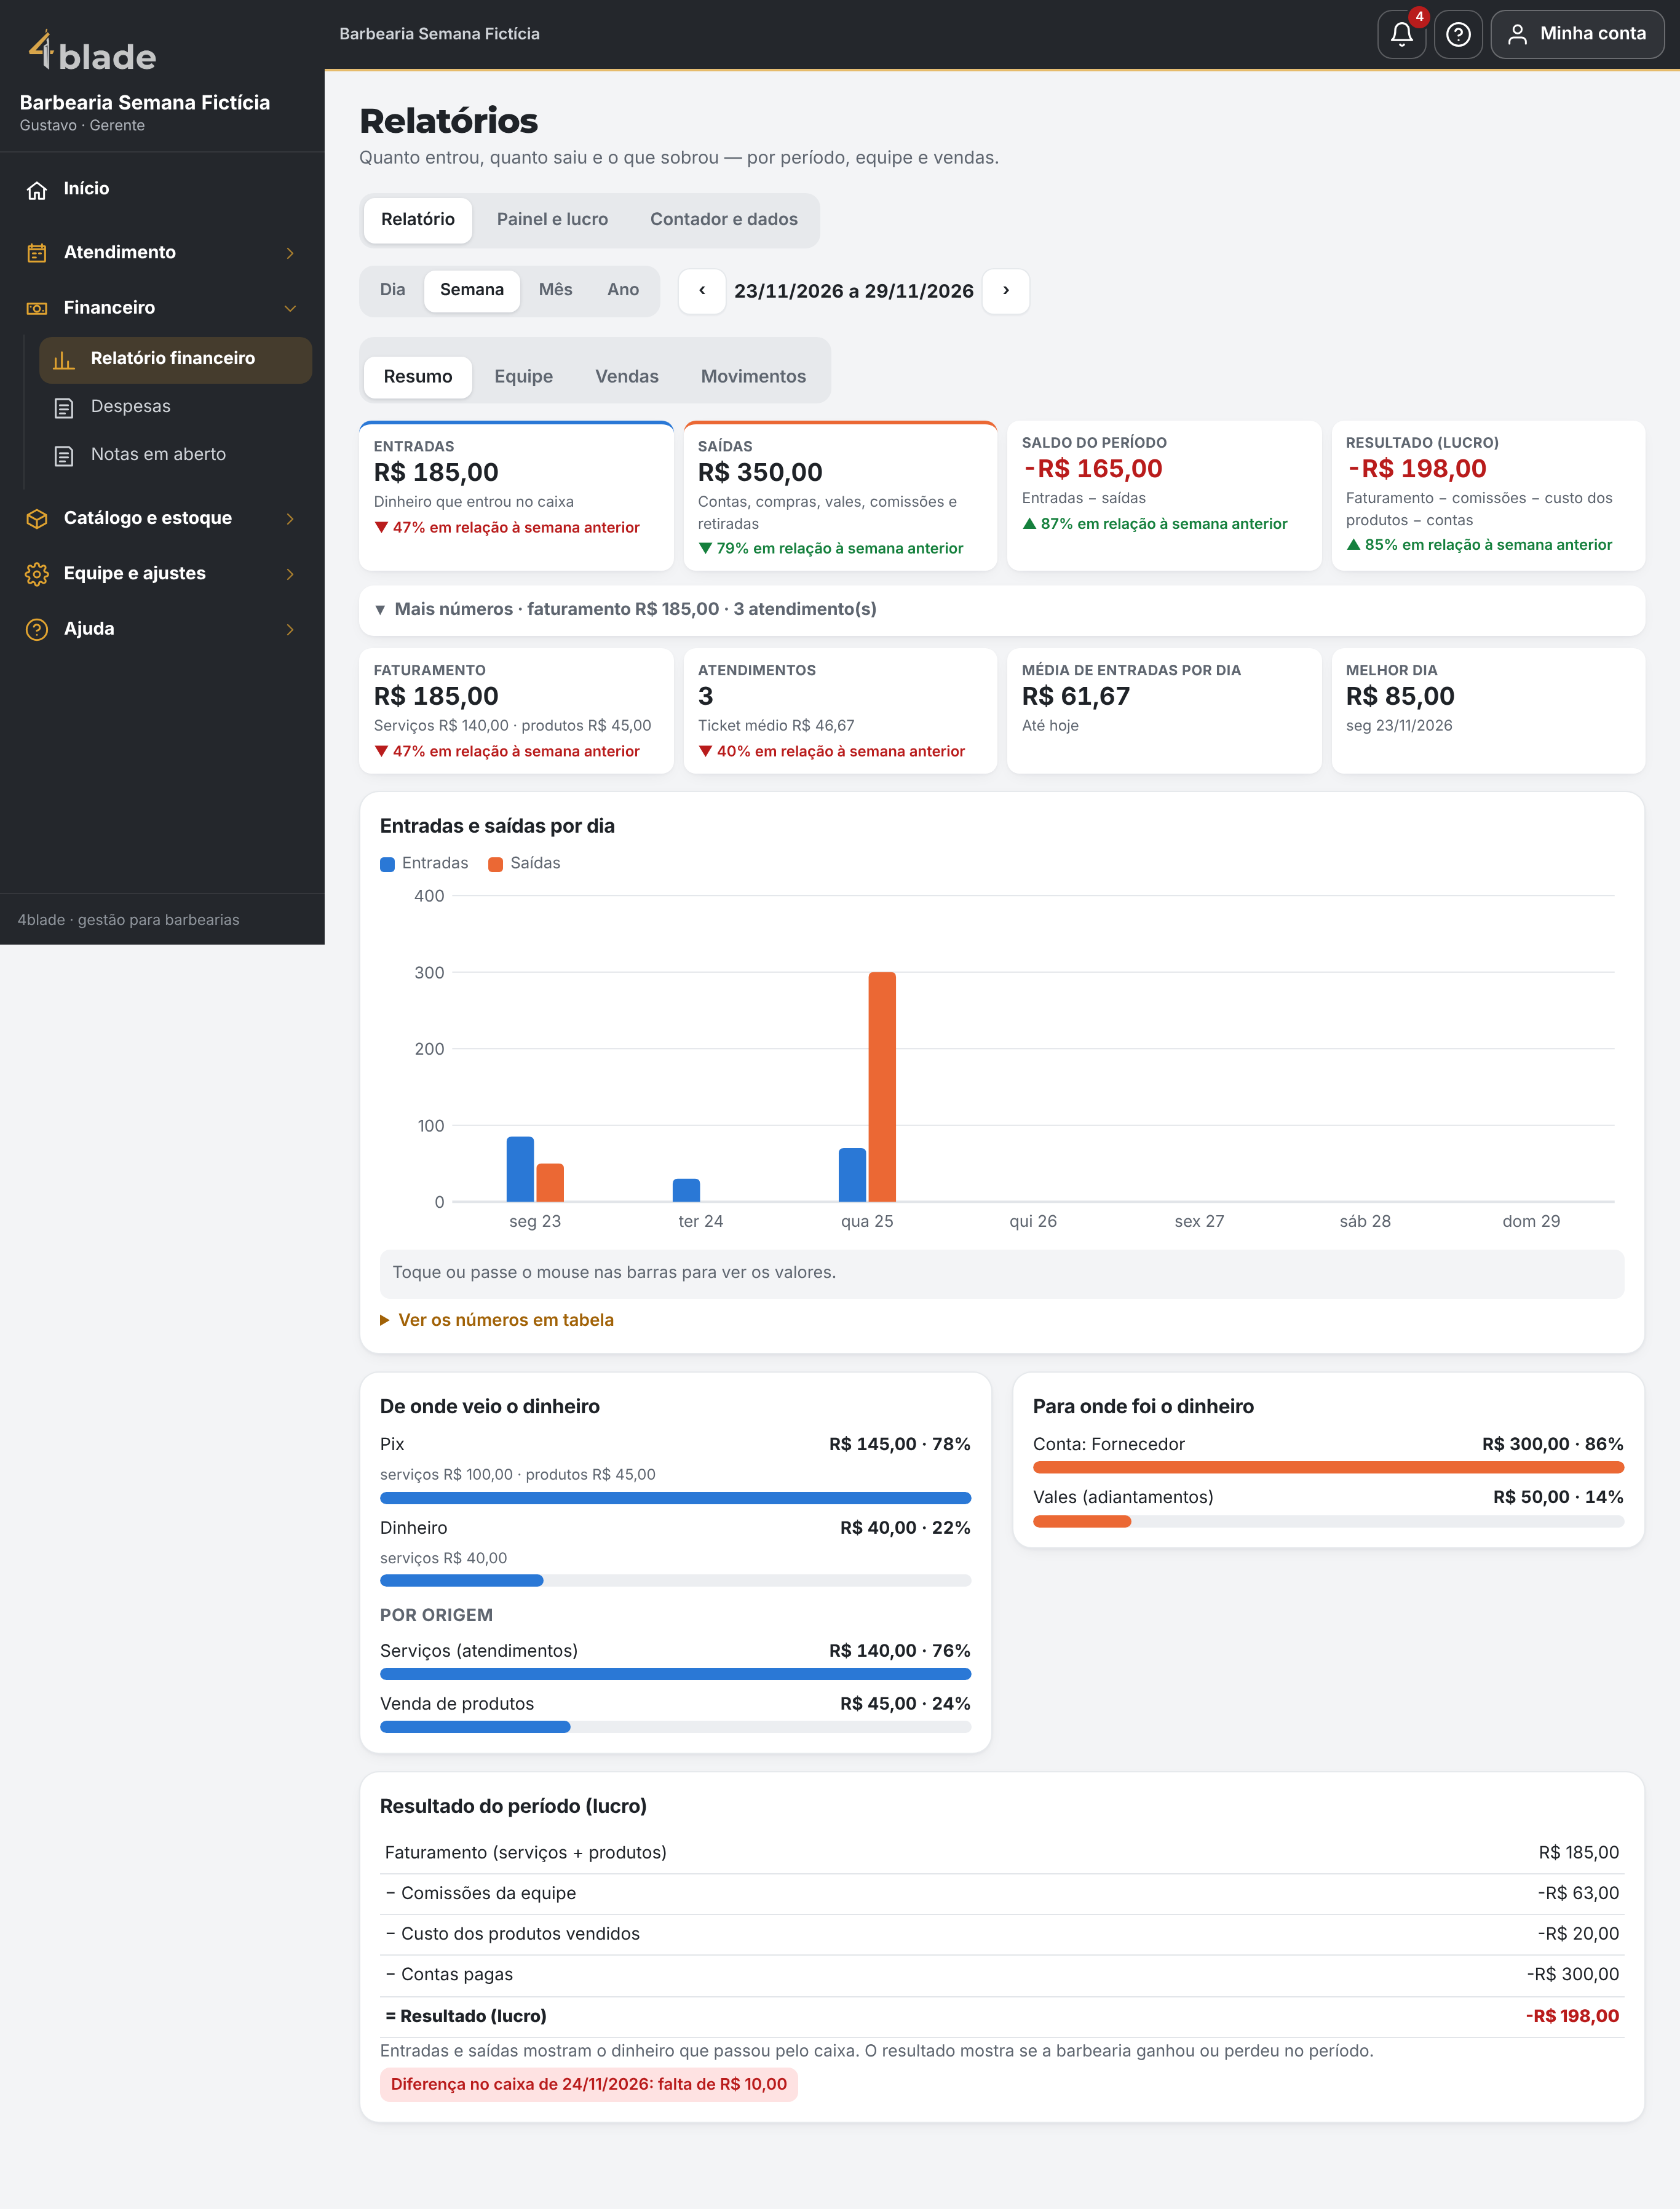 4blade
Barbearia Semana Fictícia
Gustavo · Gerente
Início
Atendimento
Financeiro
Relatório financeiro
Despesas
Notas em aberto
Catálogo e estoque
Equipe e ajustes
Ajuda
4blade · gestão para barbearias
Barbearia Semana Fictícia
4
Minha conta
Relatórios
Quanto entrou, quanto saiu e o que sobrou — por período, equipe e vendas.
Relatório Painel e lucro Contador e dados
Dia Semana Mês Ano ‹ 23/11/2026 a 29/11/2026 ›
Resumo Equipe Vendas Movimentos
ENTRADAS
R$ 185,00
Dinheiro que entrou no caixa
▼ 47% em relação à semana anterior
SAÍDAS
R$ 350,00
Contas, compras, vales, comissões e
retiradas
▼ 79% em relação à semana anterior
SALDO DO PERÍODO
-R$ 165,00
Entradas – saídas
▲ 87% em relação à semana anterior
RESULTADO (LUCRO)
-R$ 198,00
Faturamento – comissões – custo dos
produtos – contas
▲ 85% em relação à semana anterior
▼ Mais números · faturamento R$ 185,00 · 3 atendimento(s)
FATURAMENTO
R$ 185,00
Serviços R$ 140,00 · produtos R$ 45,00
▼ 47% em relação à semana anterior
ATENDIMENTOS
3
Ticket médio R$ 46,67
▼ 40% em relação à semana anterior
MÉDIA DE ENTRADAS POR DIA
R$ 61,67
Até hoje
MELHOR DIA
R$ 85,00
seg 23/11/2026
Entradas e saídas por dia
Entradas Saídas
400
300
200
100
0
seg 23 ter 24 qua 25 qui 26 sex 27 sáb 28 dom 29
Toque ou passe o mouse nas barras para ver os valores.
▶ Ver os números em tabela
De onde veio o dinheiro
Pix R$ 145,00 · 78%
serviços R$ 100,00 · produtos R$ 45,00
Dinheiro R$ 40,00 · 22%
serviços R$ 40,00
POR ORIGEM
Serviços (atendimentos) R$ 140,00 · 76%
Venda de produtos R$ 45,00 · 24%
Para onde foi o dinheiro
Conta: Fornecedor R$ 300,00 · 86%
Vales (adiantamentos) R$ 50,00 · 14%
Resultado do período (lucro)
Faturamento (serviços + produtos) R$ 185,00
– Comissões da equipe -R$ 63,00
– Custo dos produtos vendidos -R$ 20,00
– Contas pagas -R$ 300,00
= Resultado (lucro) -R$ 198,00
Entradas e saídas mostram o dinheiro que passou pelo caixa. O resultado mostra se a barbearia ganhou ou perdeu no período.
Diferença no caixa de 24/11/2026: falta de R$ 10,00